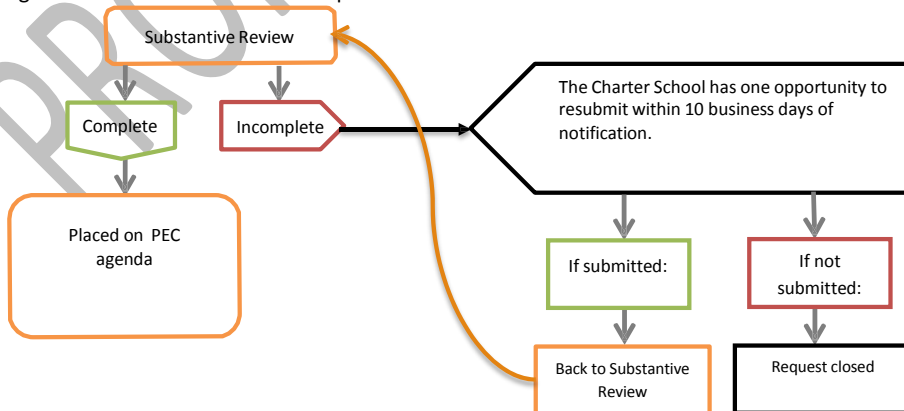 Substantive Review
The Charter School has one opportunity to
resubmit within 10 business days of
notification.
Complete
Incomplete
Placed on PEC
agenda
If submitted:
If not
submitted:
Back to Substantive
Review
Request closed